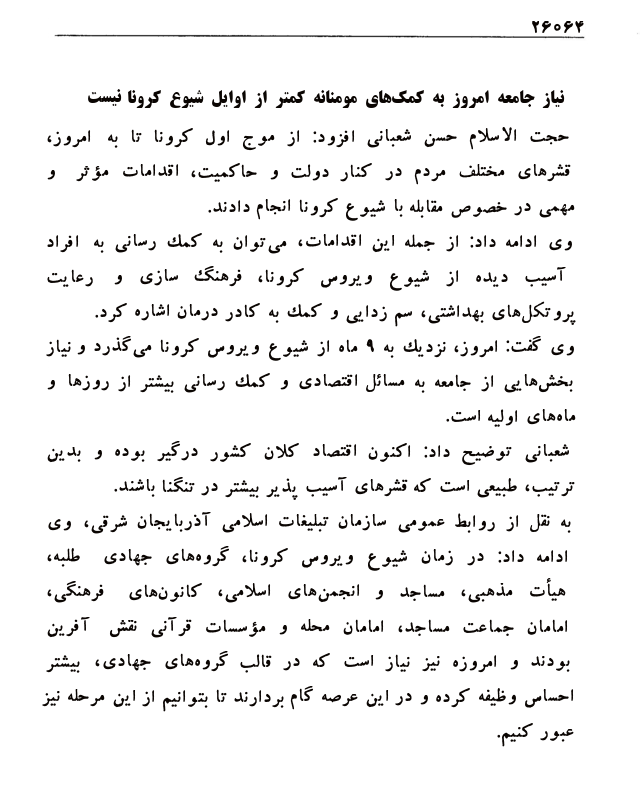 ۲۶۰۶۴
نیاز جامعه امروز به کمک‌های مومنانه کمتر از اوایل شیوع کرونا نیست
حجت الاسلام حسن شعبانی افزود: از موج اول کرونا تا به امروز،
قشرهای مختلف مردم در کنار دولت و حاکمیت، اقدامات مؤثر و
مهمی در خصوص مقابله با شیوع کرونا انجام دادند.
وی ادامه داد: از جمله این اقدامات، می‌توان به کمک رسانی به افراد
آسیب دیده از شیوع ویروس کرونا، فرهنگ سازی و رعایت
پروتکل‌های بهداشتی، سم زدایی و کمک به کادر درمان اشاره کرد.
وی گفت: امروز، نزدیک به ۹ ماه از شیوع ویروس کرونا می‌گذرد و نیاز
بخش‌هایی از جامعه به مسائل اقتصادی و کمک رسانی بیشتر از روزها و
ماه‌های اولیه است.
شعبانی توضیح داد: اکنون اقتصاد کلان کشور درگیر بوده و بدین
ترتیب، طبیعی است که قشرهای آسیب پذیر بیشتر در تنگنا باشند.
به نقل از روابط عمومی سازمان تبلیغات اسلامی آذربایجان شرقی، وی
ادامه داد: در زمان شیوع ویروس کرونا، گروه‌های جهادی طلبه،
هیأت مذهبی، مساجد و انجمن‌های اسلامی، کانون‌های فرهنگی،
امامان جماعت مساجد، امامان محله و مؤسسات قرآنی نقش آفرین
بودند و امروزه نیز نیاز است که در قالب گروه‌های جهادی، بیشتر
احساس وظیفه کرده و در این عرصه گام بردارند تا بتوانیم از این مرحله نیز
عبور کنیم.